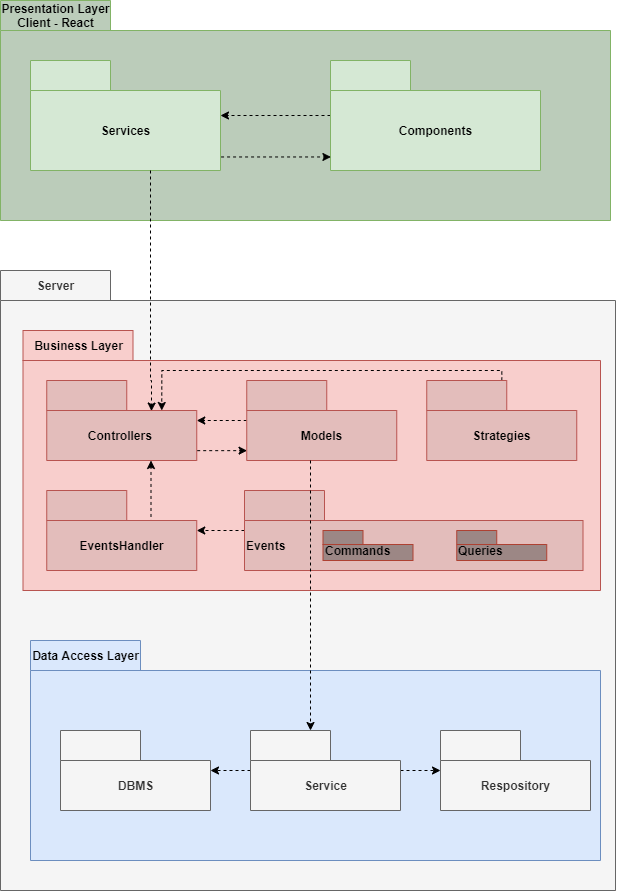 Presentation Layer
Client - React
Services
Components
Server
Business Layer
Controllers
Models
Strategies
EventsHandler
Events
Commands
Queries
Data Access Layer
DBMS
Service
Respository